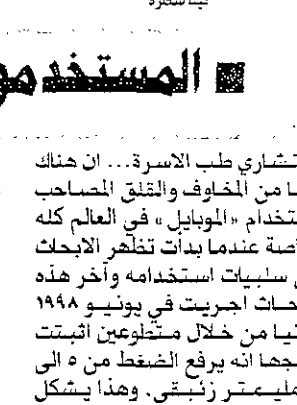 المستخدمو
تشاري طب الاسرة... ان هناك
ا من المخاوف والقلق المصاحب
تخدام «الموبايل» في العالم كله
اصة عندما بدأت تظهر الابحاث
سلبيات استخدامه وآخر هذه
حاث اجريت في يونيو ١٩٩٨
نيا من خلال متطوعين اثبتت
جها انه يرفع الضغط من ٥ الى
مليمتر زئبقي. وهذا يشكل